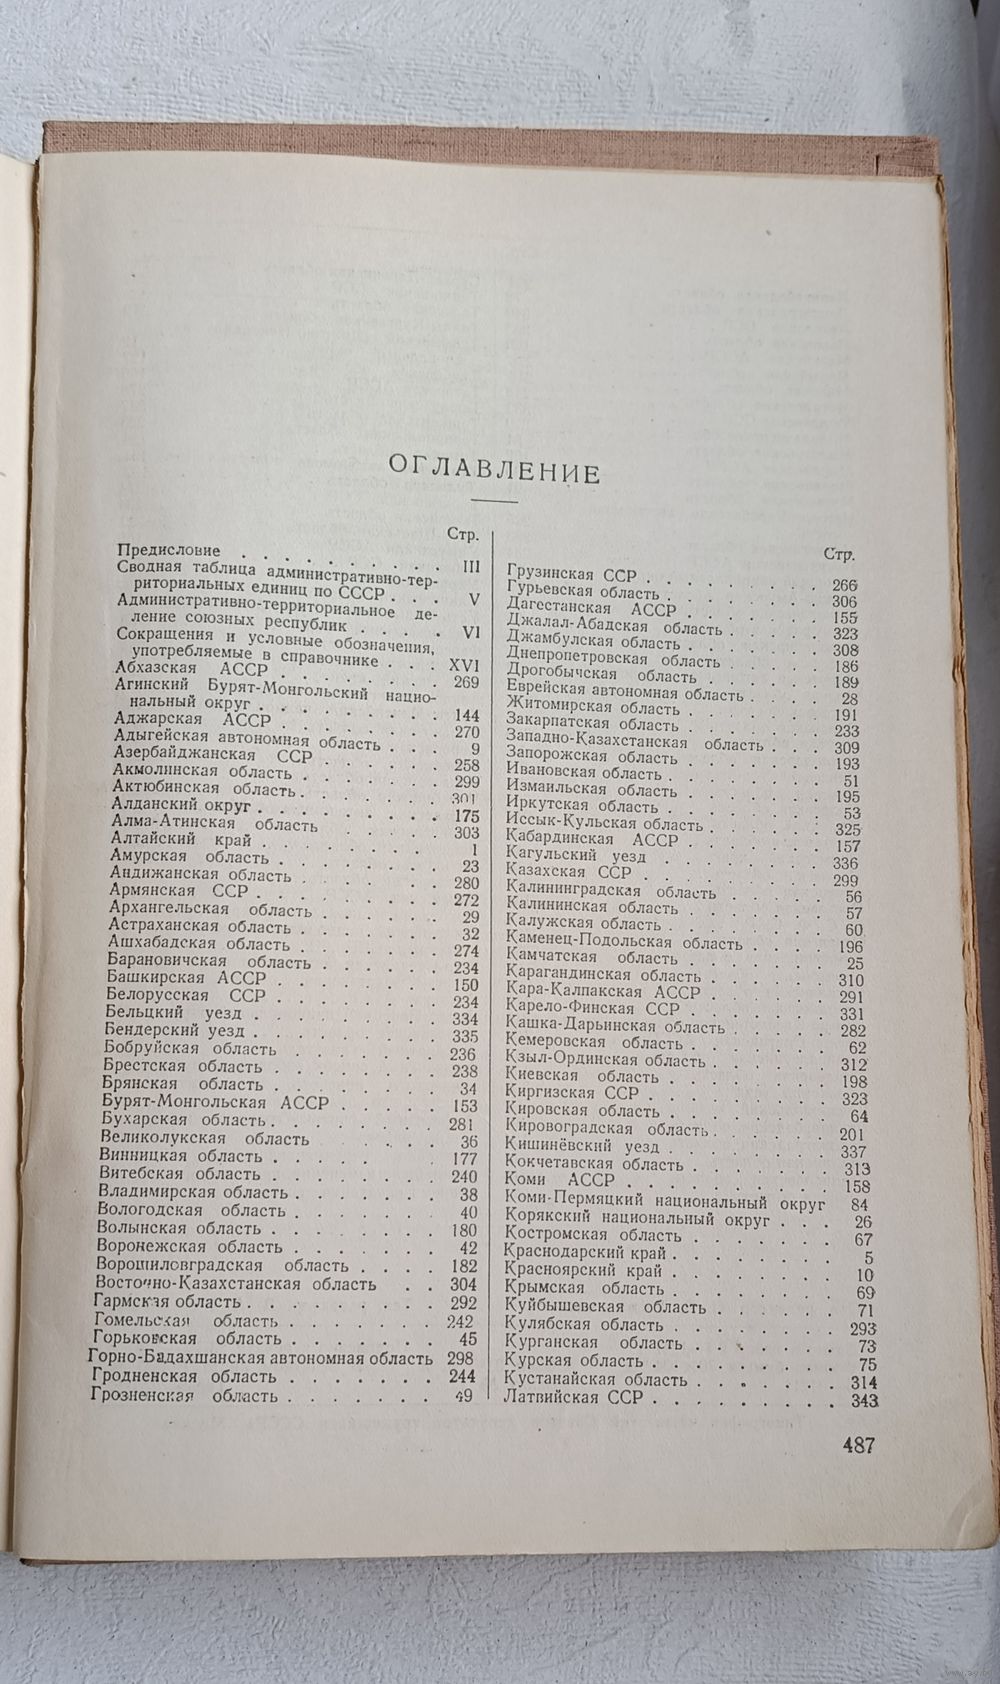 ОГЛАВЛЕНИЕ
Стр.
Предисловие . . . . . . . . . III
Сводная таблица административно-тер-
риториальных единиц по СССР . . . V
Административно-территориальное де-
ление союзных республик . . . . . VI
Сокращения и условные обозначения,
употребляемые в справочнике . . . XVI
Абхазская АССР . . . . . . . . 269
Агинский Бурят-Монгольский нацио-
нальный округ . . . . . . . . . 144
Аджарская АССР . . . . . . . . 270
Адыгейская автономная область . . . 9
Азербайджанская ССР . . . . . . 258
Акмолинская область . . . . . . . 299
Актюбинская область . . . . . . . 301
Алданский округ . . . . . . . . . 175
Алма-Атинская область . . . . . 303
Алтайский край . . . . . . . . 1
Амурская область . . . . . . . . 23
Андижанская область . . . . . . . 280
Армянская ССР . . . . . . . . . 272
Архангельская область . . . . . . 29
Астраханская область . . . . . . . 32
Ашхабадская область . . . . . . . 274
Барановичская область . . . . . . 234
Башкирская АССР . . . . . . . . 150
Белорусская ССР . . . . . . . . 234
Бельцкий уезд . . . . . . . . . 334
Бендерский уезд . . . . . . . . . 335
Бобруйская область . . . . . . . 236
Брестская область . . . . . . . . 238
Брянская область . . . . . . . . 34
Бурят-Монгольская АССР . . . . . 153
Бухарская область . . . . . . . . 281
Великолукская область . . . . 36
Винницкая область . . . . . . 177
Витебская область . . . . . . . . 240
Владимирская область . . . . . . . 38
Вологодская область . . . . . . . 40
Волынская область . . . . . . . . 180
Воронежская область . . . . . . . 42
Ворошиловградская область . . . . 182
Восточно-Казахстанская область . . 304
Гармская область . . . . . . . . . 292
Гомельская область . . . . . . . 242
Горьковская область . . . . . . . 45
Горно-Бадахшанская автономная область 298
Гродненская область . . . . . . . 244
Грозненская область . . . . . . . 49
Стр.
Грузинская ССР . . . . . . . . 266
Гурьевская область . . . . . . . . 306
Дагестанская АССР . . . . . . . 155
Джалал-Абадская область . . . . . 323
Джамбулская область . . . . . . . 308
Днепропетровская область . . . . . 186
Дрогобычская область . . . . . . 189
Еврейская автономная область . . . . 28
Житомирская область . . . . . . . 191
Закарпатская область . . . . . . . 233
Западно-Казахстанская область . . . 309
Запорожская область . . . . . . . 193
Ивановская область . . . . . . . . 51
Измаильская область . . . . . . . 195
Иркутская область . . . . . . . . 53
Иссык-Кульская область . . . . . . 325
Кабардинская АССР . . . . . . . 157
Кагульский уезд . . . . . . . . 336
Казахская ССР . . . . . . . . . 299
Калининградская область . . . . . 56
Калининская область . . . . . . . 57
Калужская область . . . . . . . . 60
Каменец-Подольская область . . . . 196
Камчатская область . . . . . . . 25
Карагандинская область . . . . . . 310
Кара-Калпакская АССР . . . . . . 291
Карело-Финская ССР . . . . . . . 331
Кашка-Дарьинская область . . . . . 282
Кемеровская область . . . . . . . 62
Кзыл-Ординская область . . . . . . 312
Киевская область . . . . . . . . 198
Киргизская ССР . . . . . . . . . 323
Кировская область . . . . . . . . 64
Кировоградская область . . . . . . 201
Кишинёвский уезд . . . . . . . . 337
Кокчетавская область . . . . . . . 313
Коми АССР . . . . . . . . . . 158
Коми-Пермяцкий национальный округ 84
Корякский национальный округ . . . 26
Костромская область . . . . . . . 67
Краснодарский край . . . . . . . . 5
Красноярский край . . . . . . . . 10
Крымская область . . . . . . . . 69
Куйбышевская область . . . . . . 71
Кулябская область . . . . . . . . 293
Курганская область . . . . . . . 73
Курская область . . . . . . . . . 75
Кустанайская область . . . . . . . 314
Латвийская ССР . . . . . . . . . 343
487